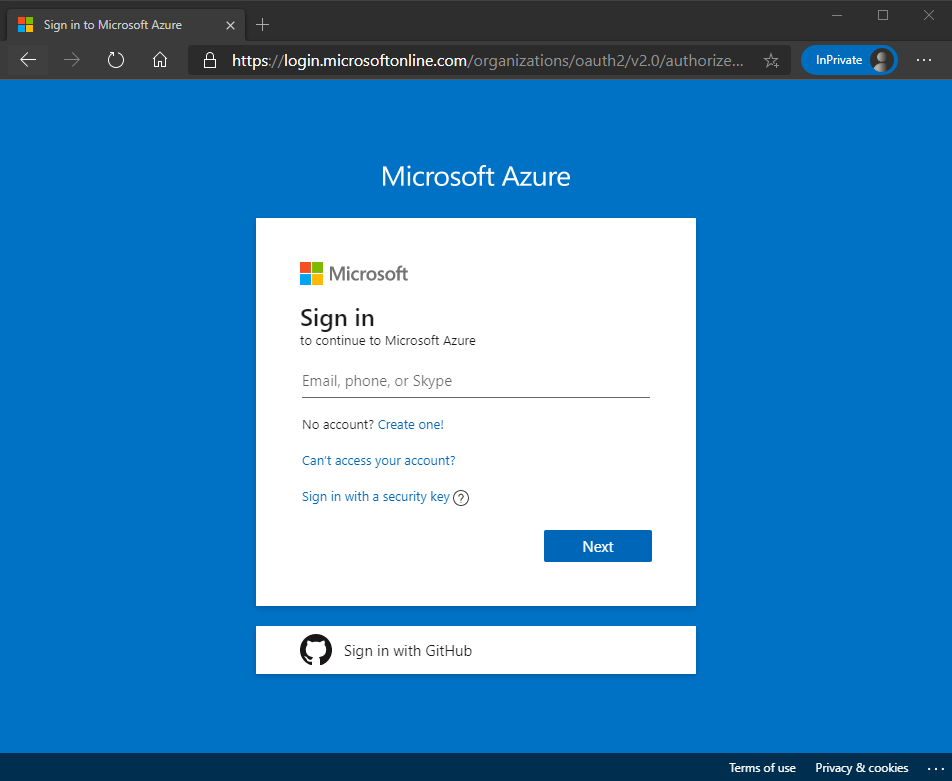 Sign in to Microsoft Azure
https://login.microsoftonline.com/organizations/oauth2/v2.0/authorize...
InPrivate
Microsoft Azure
Microsoft
Sign in
to continue to Microsoft Azure
Email, phone, or Skype
No account? Create one!
Can't access your account?
Sign in with a security key ?
Next
Sign in with GitHub
Terms of use Privacy & cookies ...